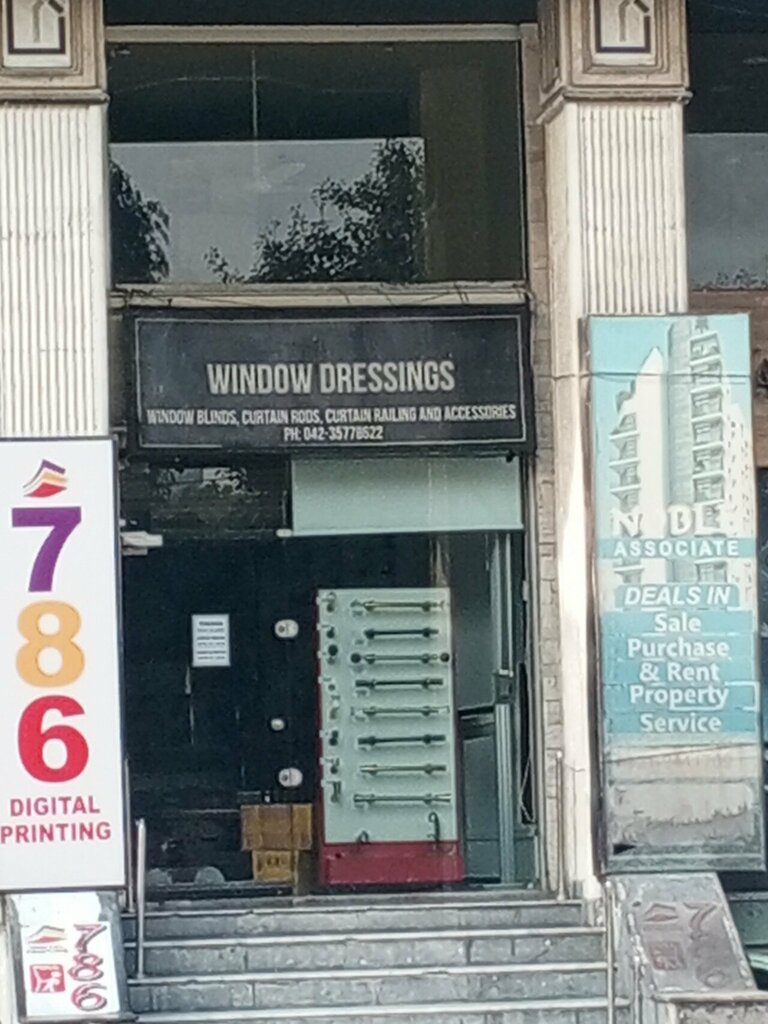 WINDOW DRESSINGS
WINDOW BLINDS, CURTAIN RODS, CURTAIN RAILING AND ACCESSORIES
PH: 042-35778622
7
8
6
DIGITAL
PRINTING
786
ASSOCIATE
DEALS IN
Sale
Purchase
& Rent
Property
Service
786